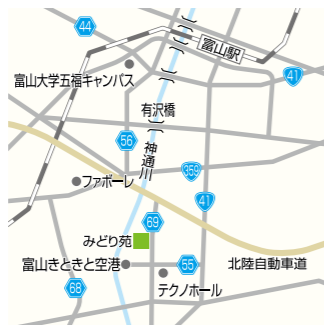 44
富山駅
富山大学五福キャンパス
41
有沢橋
56
神通川
359
ファボーレ
41
69
みどり苑
富山きときと空港
55
北陸自動車道
68
テクノホール